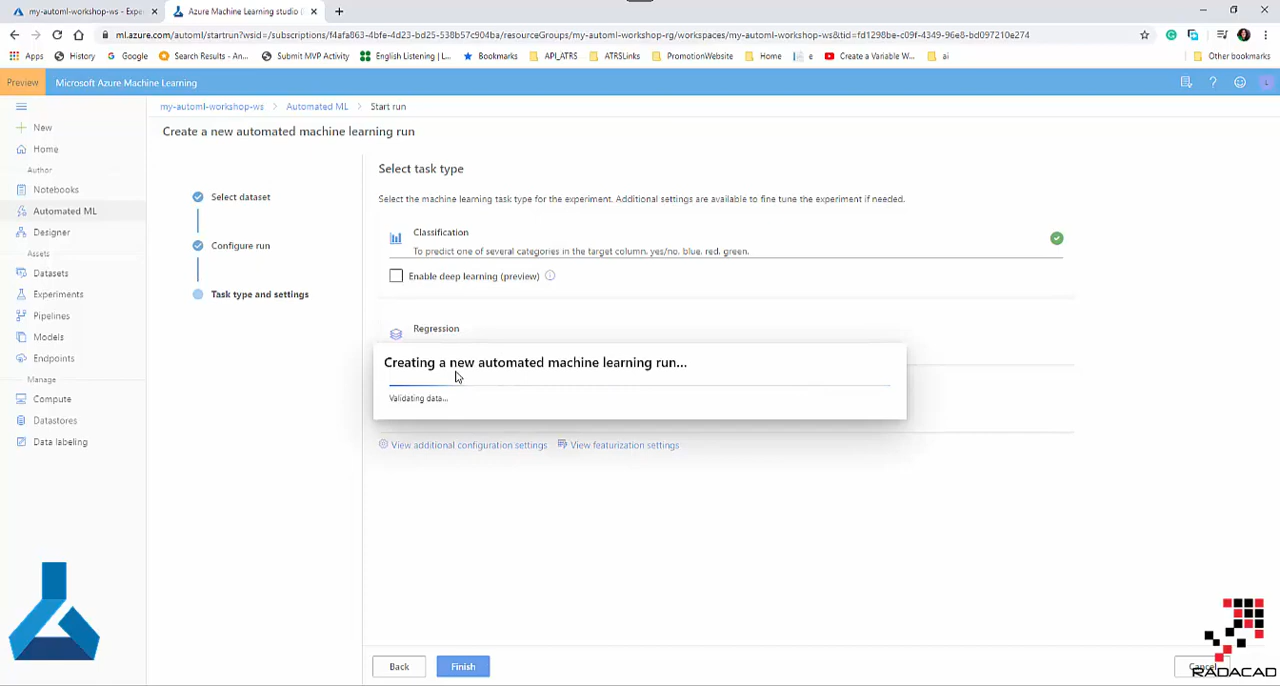 my-automl-workshop-ws - Experi
Azure Machine Learning studio (
ml.azure.com/automl/startrun?wsid=/subscriptions/f4afa863-4bfe-4d23-bd25-538b57c904ba/resourceGroups/my-automl-workshop-rg/workspaces/my-automl-workshop-ws&tid=fd1298be-c09f-4349-96e8-bd097210e274
Apps History Google Search Results - An... Submit MVP Activity English Listening | L... Bookmarks APl_ATRS ATRSLinks PromotionWebsite Home e Create a Variable W... ai Other bookmarks
Preview Microsoft Azure Machine Learning
my-automl-workshop-ws > Automated ML > Start run
Create a new automated machine learning run
New
Home
Author
Notebooks
Automated ML
Designer
Assets
Datasets
Experiments
Pipelines
Models
Endpoints
Manage
Compute
Datastores
Data labeling
Select dataset
Configure run
Task type and settings
Select task type
Select the machine learning task type for the experiment. Additional settings are available to fine tune the experiment if needed.
Classification
To predict one of several categories in the target column. yes/no, blue, red, green.
Enable deep learning (preview)
Regression
Creating a new automated machine learning run...
Validating data...
View additional configuration settings View featurization settings
Back Finish Cancel
RADACAD